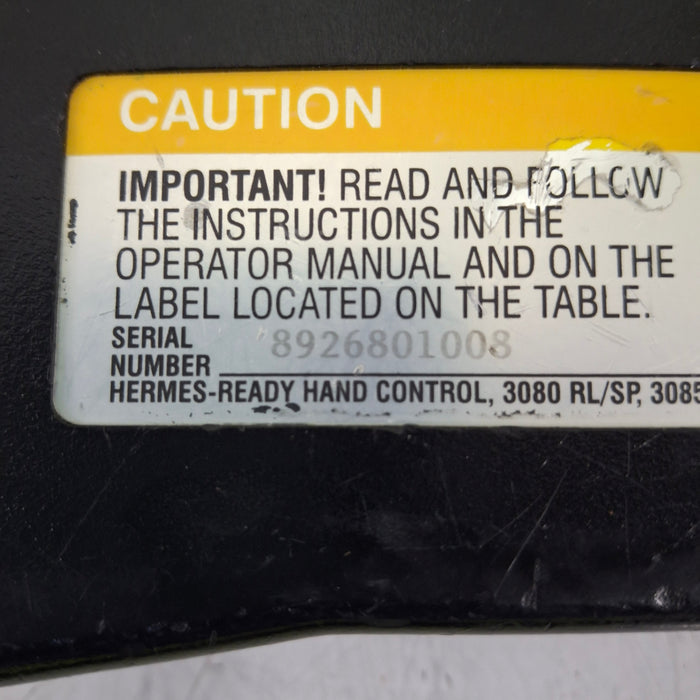 CAUTION
IMPORTANT! READ AND FOLLOW
THE INSTRUCTIONS IN THE
OPERATOR MANUAL AND ON THE
LABEL LOCATED ON THE TABLE.
SERIAL
NUMBER 8926801008
HERMES-READY HAND CONTROL, 3080 RL/SP, 3085